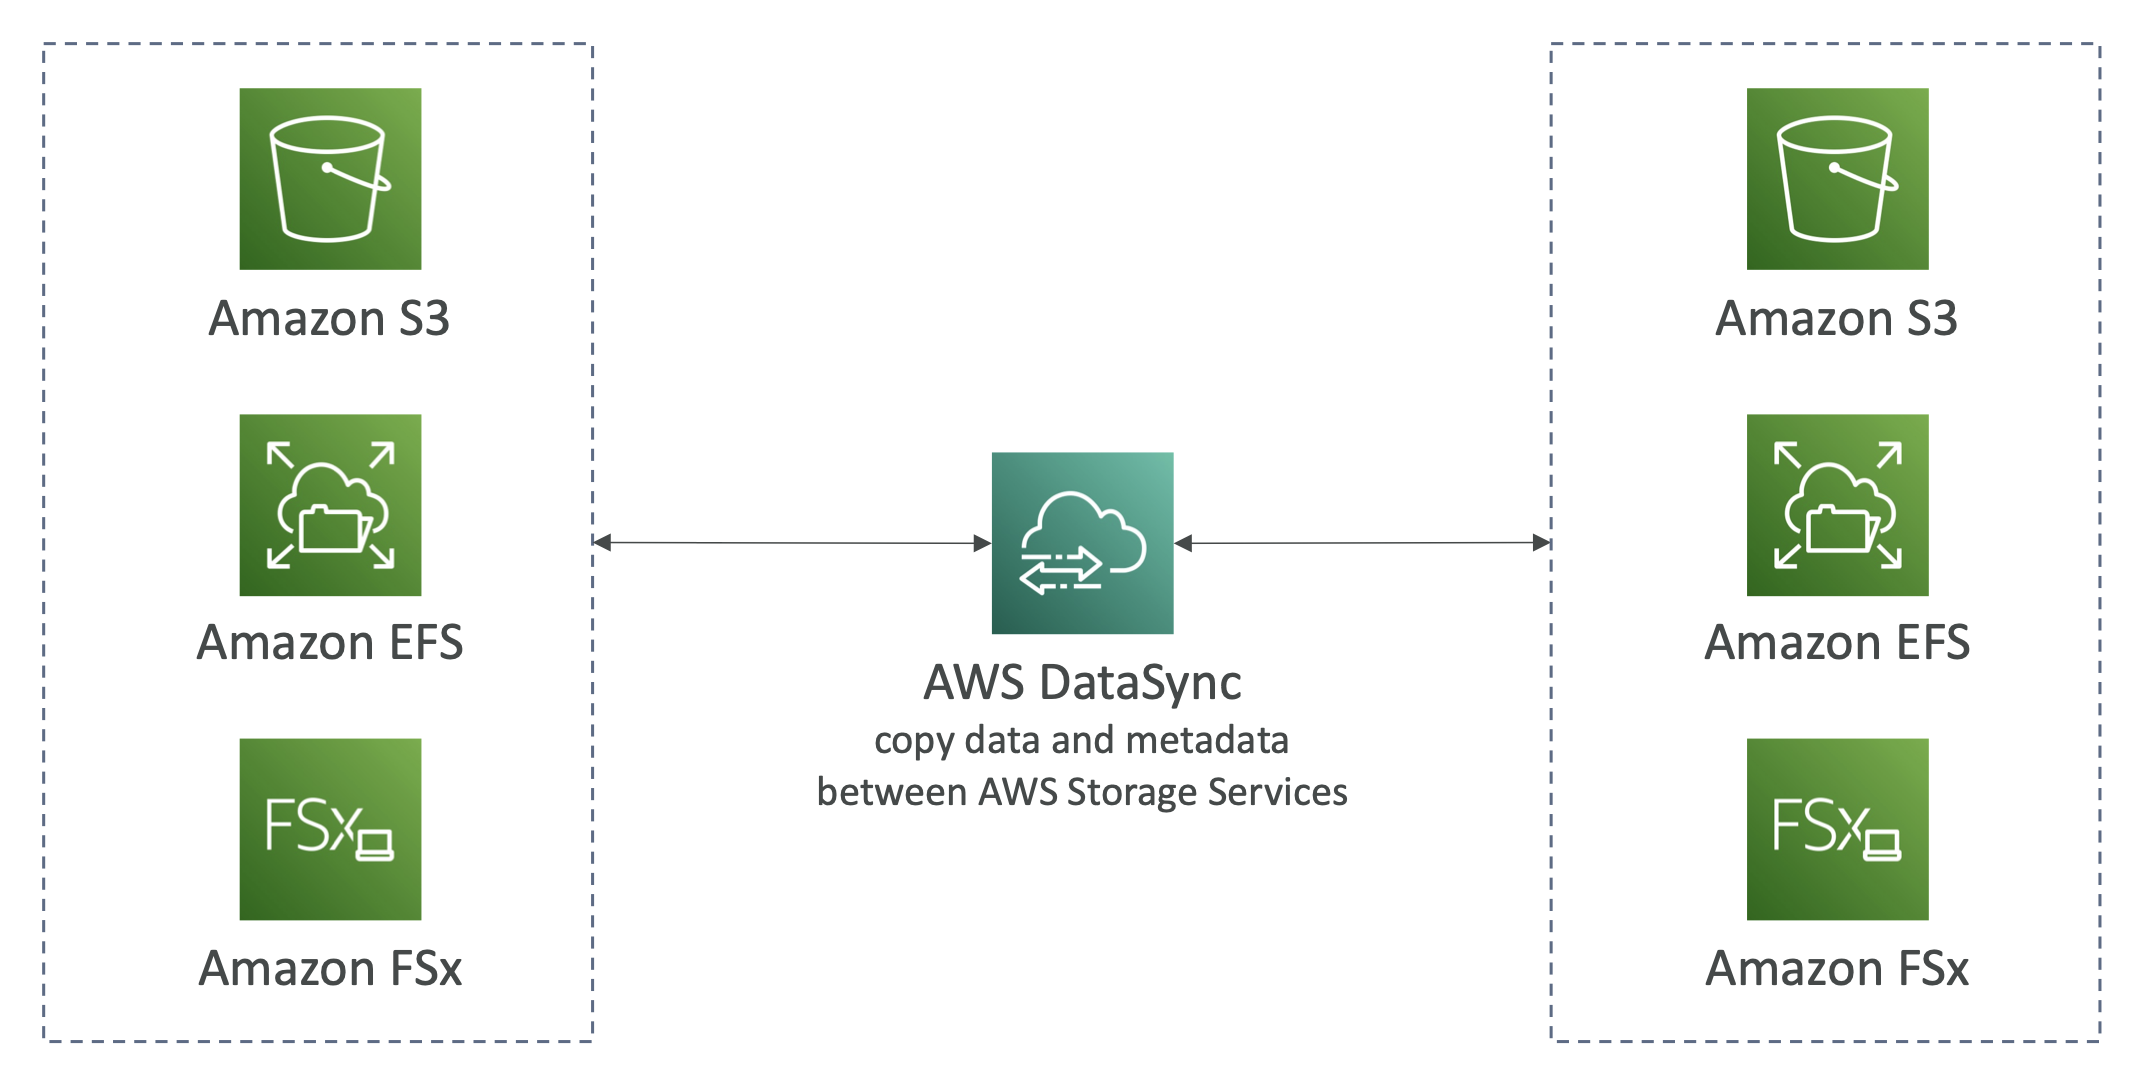 Amazon S3
Amazon EFS
FSx
Amazon FSx
AWS DataSync
copy data and metadata
between AWS Storage Services
Amazon S3
Amazon EFS
FSx
Amazon FSx